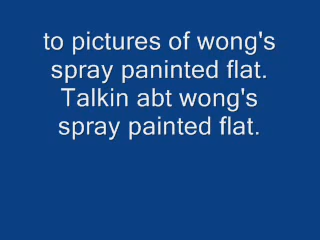 to pictures of wong's
spray paninted flat.
Talkin abt wong's
spray painted flat.